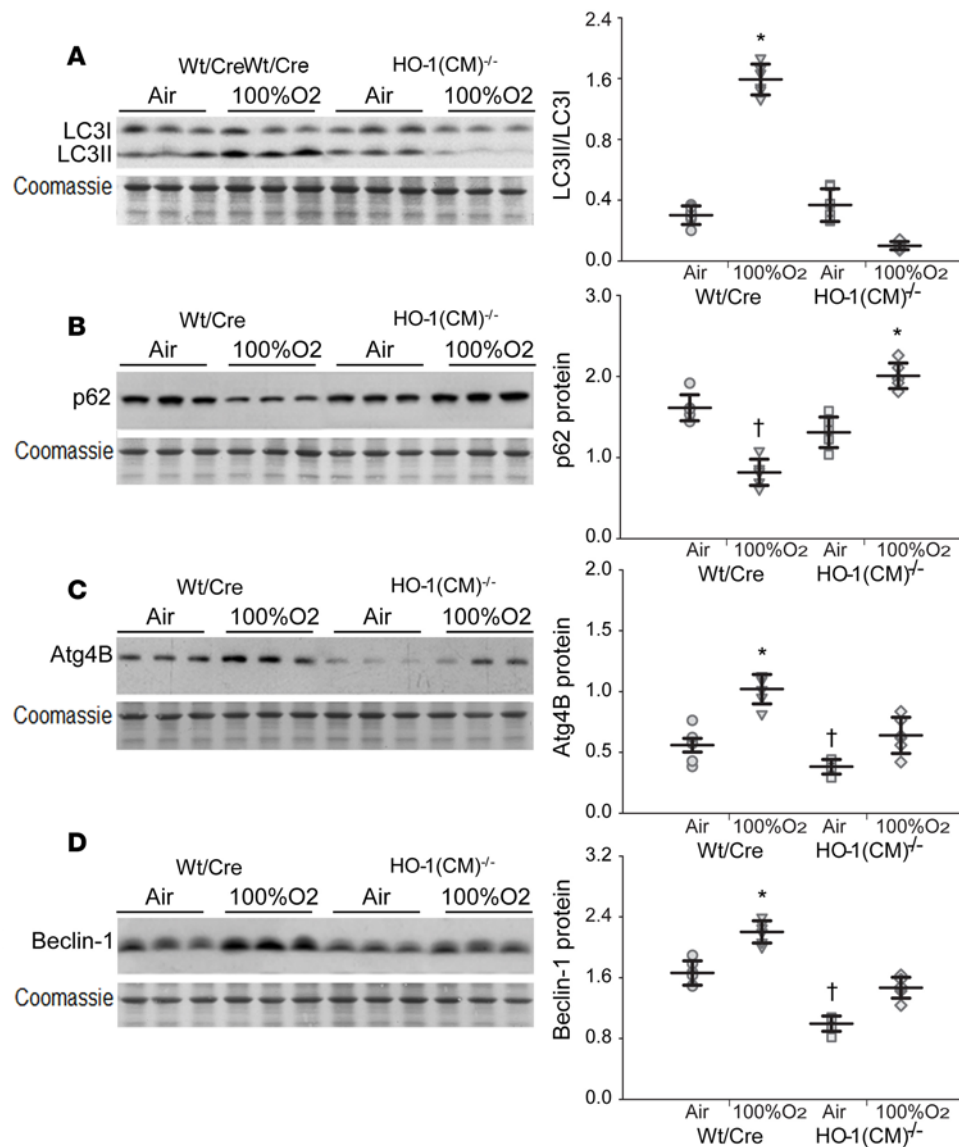 A
Wt/CreWt/Cre HO-1(CM)-/-
Air 100%O2 Air 100%O2
LC3I
LC3II
Coomassie
2.4
1.6
0.8
0.4
0.0
LC3II/LC3I
*
Air 100%O2 Air 100%O2
Wt/Cre HO-1(CM)-/-
B
Wt/Cre HO-1(CM)-/-
Air 100%O2 Air 100%O2
p62
Coomassie
3.0
2.0
1.0
0.0
p62 protein
† *
Air 100%O2 Air 100%O2
Wt/Cre HO-1(CM)-/-
C
Wt/Cre HO-1(CM)-/-
Air 100%O2 Air 100%O2
Atg4B
Coomassie
2.0
1.5
1.0
0.5
0.0
Atg4B protein
* †
Air 100%O2 Air 100%O2
Wt/Cre HO-1(CM)-/-
D
Wt/Cre HO-1(CM)-/-
Air 100%O2 Air 100%O2
Beclin-1
Coomassie
3.2
2.4
1.6
0.8
0.0
Beclin-1 protein
* †
Air 100%O2 Air 100%O2
Wt/Cre HO-1(CM)-/-